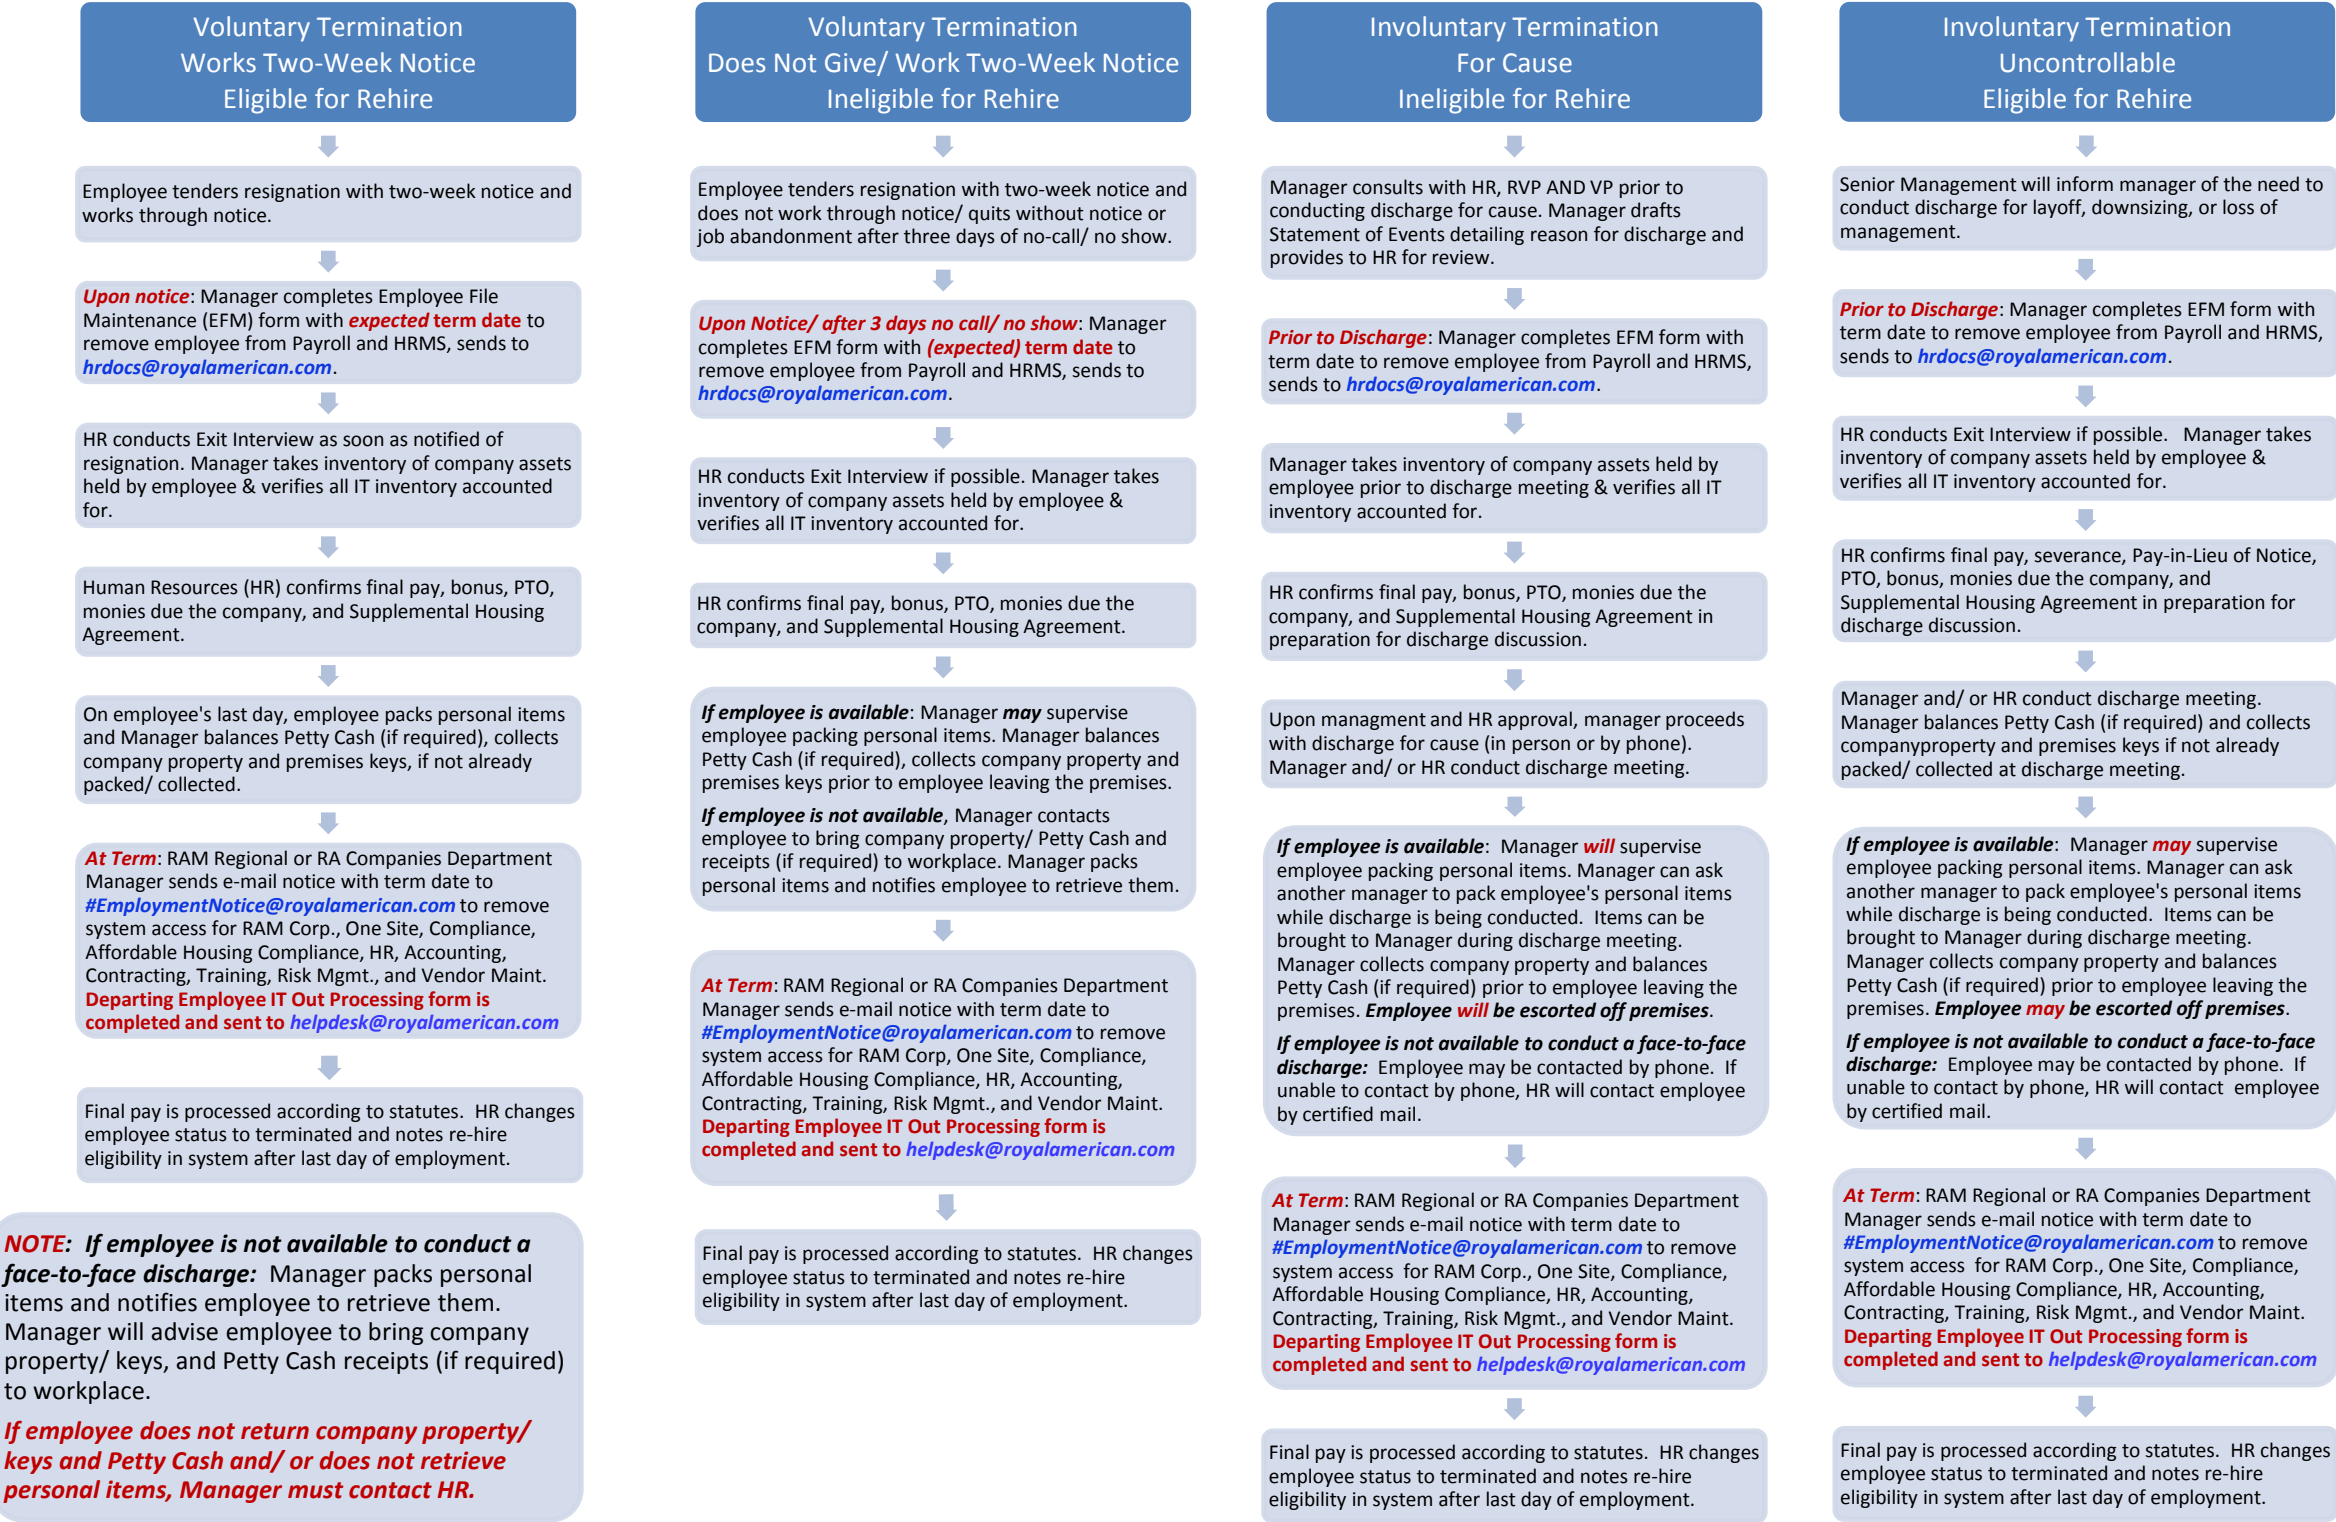 Voluntary Termination
Works Two-Week Notice
Eligible for Rehire
Employee tenders resignation with two-week notice and
works through notice.
Upon notice: Manager completes Employee File
Maintenance (EFM) form with expected term date to
remove employee from Payroll and HRMS, sends to
hrdocs@royalamerican.com.
HR conducts Exit Interview as soon as notified of
resignation. Manager takes inventory of company assets
held by employee & verifies all IT inventory accounted
for.
Human Resources (HR) confirms final pay, bonus, PTO,
monies due the company, and Supplemental Housing
Agreement.
On employee's last day, employee packs personal items
and Manager balances Petty Cash (if required), collects
company property and premises keys, if not already
packed/ collected.
At Term: RAM Regional or RA Companies Department
Manager sends e-mail notice with term date to
#EmploymentNotice@royalamerican.com to remove
system access for RAM Corp., One Site, Compliance,
Affordable Housing Compliance, HR, Accounting,
Contracting, Training, Risk Mgmt., and Vendor Maint.
Departing Employee IT Out Processing form is
completed and sent to helpdesk@royalamerican.com
Final pay is processed according to statutes. HR changes
employee status to terminated and notes re-hire
eligibility in system after last day of employment.
NOTE: If employee is not available to conduct a
face-to-face discharge: Manager packs personal
items and notifies employee to retrieve them.
Manager will advise employee to bring company
property/ keys, and Petty Cash receipts (if required)
to workplace.
If employee does not return company property/
keys and Petty Cash and/ or does not retrieve
personal items, Manager must contact HR.
Voluntary Termination
Does Not Give/ Work Two-Week Notice
Ineligible for Rehire
Employee tenders resignation with two-week notice and
does not work through notice/ quits without notice or
job abandonment after three days of no-call/ no show.
Upon Notice/ after 3 days no call/ no show: Manager
completes EFM form with (expected) term date to
remove employee from Payroll and HRMS, sends to
hrdocs@royalamerican.com.
HR conducts Exit Interview if possible. Manager takes
inventory of company assets held by employee &
verifies all IT inventory accounted for.
HR confirms final pay, bonus, PTO, monies due the
company, and Supplemental Housing Agreement.
If employee is available: Manager may supervise
employee packing personal items. Manager balances
Petty Cash (if required), collects company property and
premises keys prior to employee leaving the premises.
If employee is not available, Manager contacts
employee to bring company property/ Petty Cash and
receipts (if required) to workplace. Manager packs
personal items and notifies employee to retrieve them.
At Term: RAM Regional or RA Companies Department
Manager sends e-mail notice with term date to
#EmploymentNotice@royalamerican.com to remove
system access for RAM Corp, One Site, Compliance,
Affordable Housing Compliance, HR, Accounting,
Contracting, Training, Risk Mgmt., and Vendor Maint.
Departing Employee IT Out Processing form is
completed and sent to helpdesk@royalamerican.com
Final pay is processed according to statutes. HR changes
employee status to terminated and notes re-hire
eligibility in system after last day of employment.
Involuntary Termination
For Cause
Ineligible for Rehire
Manager consults with HR, RVP AND VP prior to
conducting discharge for cause. Manager drafts
Statement of Events detailing reason for discharge and
provides to HR for review.
Prior to Discharge: Manager completes EFM form with
term date to remove employee from Payroll and HRMS,
sends to hrdocs@royalamerican.com.
Manager takes inventory of company assets held by
employee prior to discharge meeting & verifies all IT
inventory accounted for.
HR confirms final pay, bonus, PTO, monies due the
company, and Supplemental Housing Agreement in
preparation for discharge discussion.
Upon managment and HR approval, manager proceeds
with discharge for cause (in person or by phone).
Manager and/ or HR conduct discharge meeting.
If employee is available: Manager will supervise
employee packing personal items. Manager can ask
another manager to pack employee's personal items
while discharge is being conducted. Items can be
brought to Manager during discharge meeting.
Manager collects company property and balances
Petty Cash (if required) prior to employee leaving the
premises. Employee will be escorted off premises.
If employee is not available to conduct a face-to-face
discharge: Employee may be contacted by phone. If
unable to contact by phone, HR will contact employee
by certified mail.
At Term: RAM Regional or RA Companies Department
Manager sends e-mail notice with term date to
#EmploymentNotice@royalamerican.com to remove
system access for RAM Corp., One Site, Compliance,
Affordable Housing Compliance, HR, Accounting,
Contracting, Training, Risk Mgmt., and Vendor Maint.
Departing Employee IT Out Processing form is
completed and sent to helpdesk@royalamerican.com
Final pay is processed according to statutes. HR changes
employee status to terminated and notes re-hire
eligibility in system after last day of employment.
Involuntary Termination
Uncontrollable
Eligible for Rehire
Senior Management will inform manager of the need to
conduct discharge for layoff, downsizing, or loss of
management.
Prior to Discharge: Manager completes EFM form with
term date to remove employee from Payroll and HRMS,
sends to hrdocs@royalamerican.com.
HR conducts Exit Interview if possible. Manager takes
inventory of company assets held by employee &
verifies all IT inventory accounted for.
HR confirms final pay, severance, Pay-in-Lieu of Notice,
PTO, bonus, monies due the company, and
Supplemental Housing Agreement in preparation for
discharge discussion.
Manager and/ or HR conduct discharge meeting.
Manager balances Petty Cash (if required) and collects
companyproperty and premises keys if not already
packed/ collected at discharge meeting.
If employee is available: Manager may supervise
employee packing personal items. Manager can ask
another manager to pack employee's personal items
while discharge is being conducted. Items can be
brought to Manager during discharge meeting.
Manager collects company property and balances
Petty Cash (if required) prior to employee leaving the
premises. Employee may be escorted off premises.
If employee is not available to conduct a face-to-face
discharge: Employee may be contacted by phone. If
unable to contact by phone, HR will contact employee
by certified mail.
At Term: RAM Regional or RA Companies Department
Manager sends e-mail notice with term date to
#EmploymentNotice@royalamerican.com to remove
system access for RAM Corp., One Site, Compliance,
Affordable Housing Compliance, HR, Accounting,
Contracting, Training, Risk Mgmt., and Vendor Maint.
Departing Employee IT Out Processing form is
completed and sent to helpdesk@royalamerican.com
Final pay is processed according to statutes. HR changes
employee status to terminated and notes re-hire
eligibility in system after last day of employment.